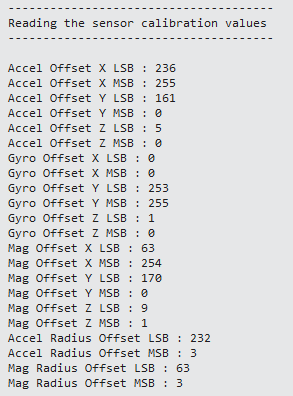 --------------------------------------
Reading the sensor calibration values
--------------------------------------
Accel Offset X LSB : 236
Accel Offset X MSB : 255
Accel Offset Y LSB : 161
Accel Offset Y MSB : 0
Accel Offset Z LSB : 5
Accel Offset Z MSB : 0
Gyro Offset X LSB : 0
Gyro Offset X MSB : 0
Gyro Offset Y LSB : 253
Gyro Offset Y MSB : 255
Gyro Offset Z LSB : 1
Gyro Offset Z MSB : 0
Mag Offset X LSB : 63
Mag Offset X MSB : 254
Mag Offset Y LSB : 170
Mag Offset Y MSB : 0
Mag Offset Z LSB : 9
Mag Offset Z MSB : 1
Accel Radius Offset LSB : 232
Accel Radius Offset MSB : 3
Mag Radius Offset LSB : 63
Mag Radius Offset MSB : 3